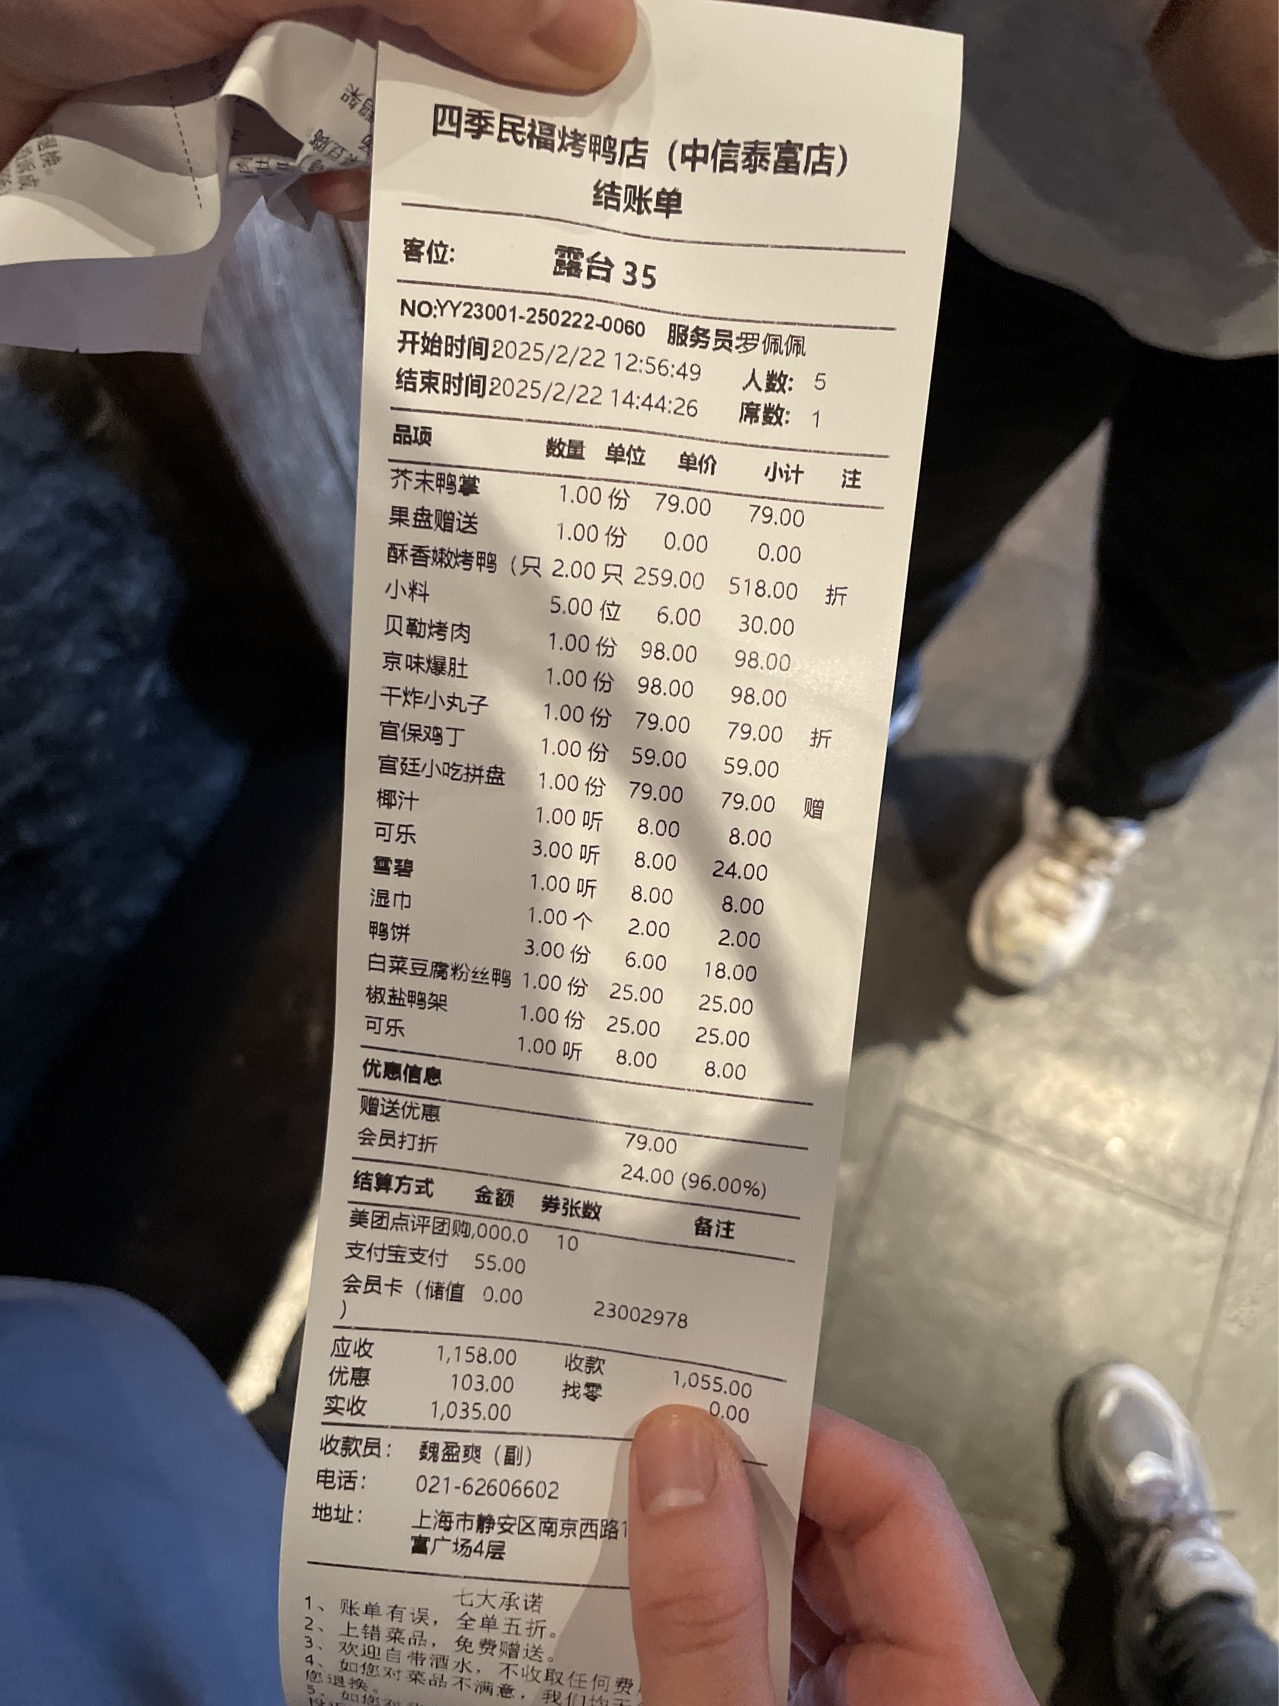 四季民福烤鸭店（中信泰富店）
结账单
客位: 露台 35
NO:YY23001-250222-0060 服务员:罗佩佩
开始时间2025/2/22 12:56:49 人数: 5
结束时间2025/2/22 14:44:26 席数: 1
品项 数量 单位 单价 小计 注
芥末鸭掌 1.00 份 79.00 79.00
果盘赠送 1.00 份 0.00 0.00
酥香嫩烤鸭（只 2.00 只 259.00 518.00 折
小料 5.00 位 6.00 30.00
贝勒烤肉 1.00 份 98.00 98.00
京味爆肚 1.00 份 98.00 98.00
干炸小丸子 1.00 份 79.00 79.00 折
宫保鸡丁 1.00 份 59.00 59.00
宫廷小吃拼盘 1.00 份 79.00 79.00 赠
椰汁 1.00 听 8.00 8.00
可乐 3.00 听 8.00 24.00
雪碧 1.00 听 8.00 8.00
湿巾 1.00 个 2.00 2.00
鸭饼 3.00 份 6.00 18.00
白菜豆腐粉丝鸭 1.00 份 25.00 25.00
椒盐鸭架 1.00 份 25.00 25.00
可乐 1.00 听 8.00 8.00
优惠信息
赠送优惠 79.00
会员打折 24.00 (96.00%)
结算方式 金额 券张数 备注
美团点评团购,000.0 10
支付宝支付 55.00
会员卡（储值 0.00 23002978
）
应收 1,158.00 收款 1,055.00
优惠 103.00 找零 0.00
实收 1,035.00
收款员: 魏盈爽（副）
电话: 021-62606602
地址: 上海市静安区南京西路1
富广场4层
七大承诺
1、账单有误，全单五折。
2、上错菜品，免费赠送。
3、欢迎自带酒水，不收取任何费
4、如您对菜品不满意，我们均无
您退换。
5、如您对